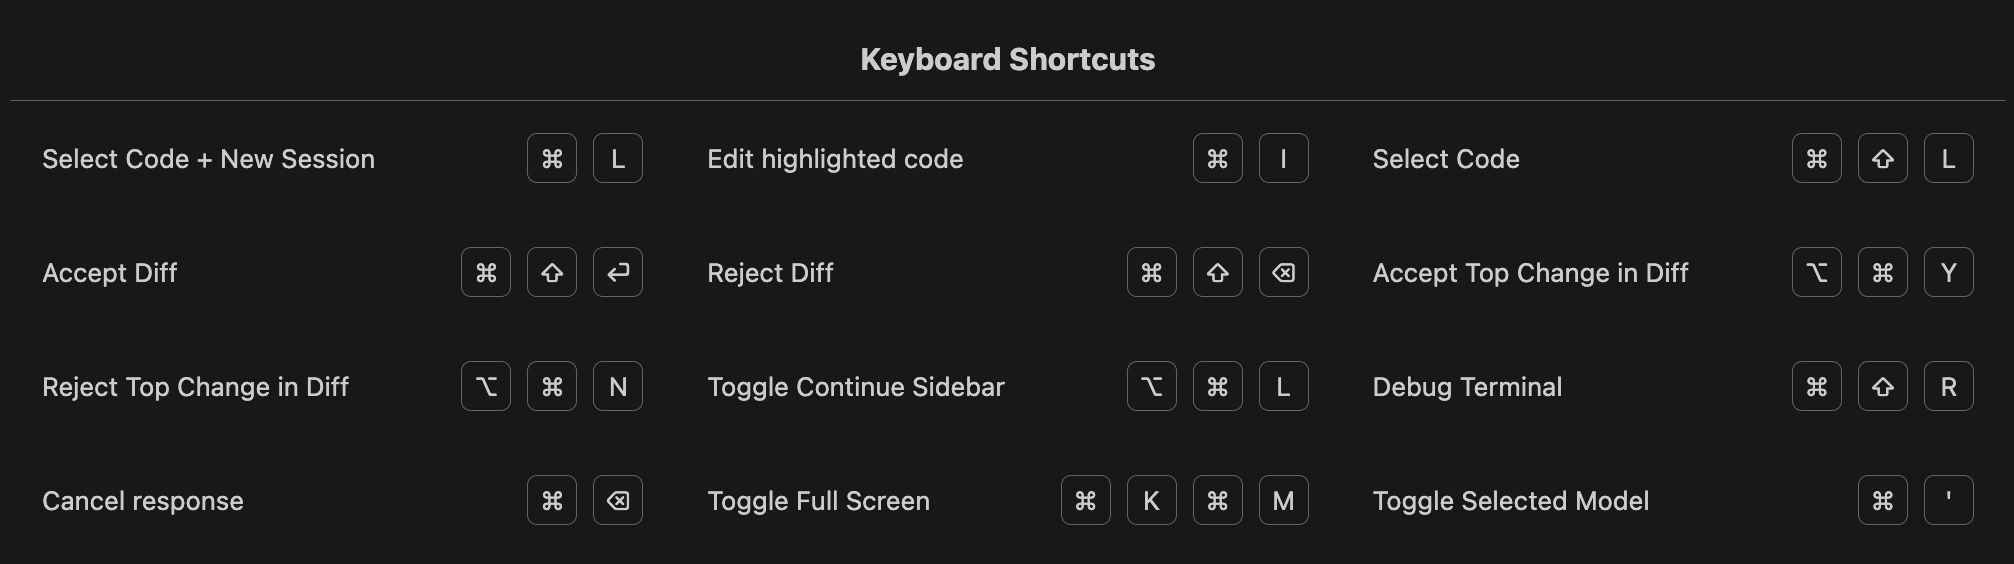 Keyboard Shortcuts
Select Code + New Session ⌘ L Edit highlighted code ⌘ I Select Code ⌘ ⇧ L
Accept Diff ⌘ ⇧ ↵ Reject Diff ⌘ ⇧ ⌫ Accept Top Change in Diff ⌥ ⌘ Y
Reject Top Change in Diff ⌥ ⌘ N Toggle Continue Sidebar ⌥ ⌘ L Debug Terminal ⌘ ⇧ R
Cancel response ⌘ ⌫ Toggle Full Screen ⌘ K ⌘ M Toggle Selected Model ⌘ '